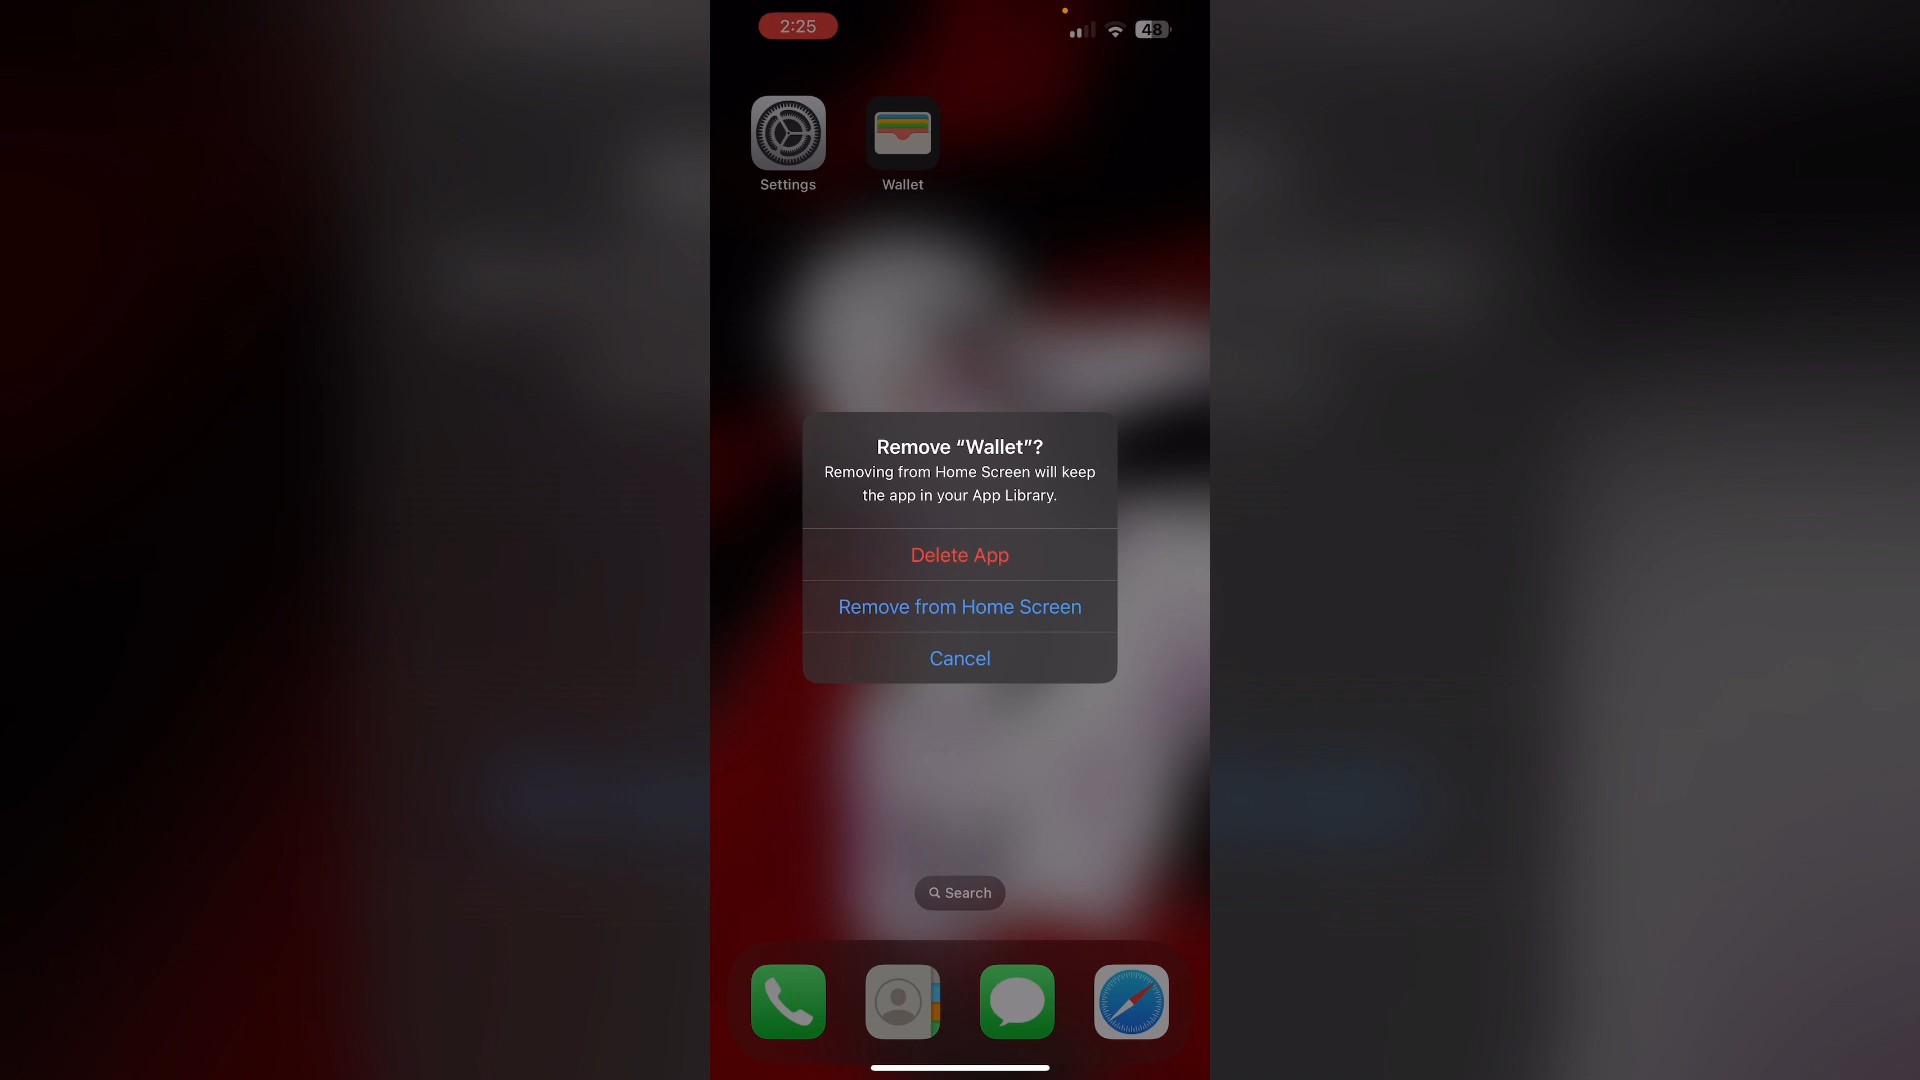 2:25
48
Settings
Wallet
Remove “Wallet”?
Removing from Home Screen will keep
the app in your App Library.
Delete App
Remove from Home Screen
Cancel
Search